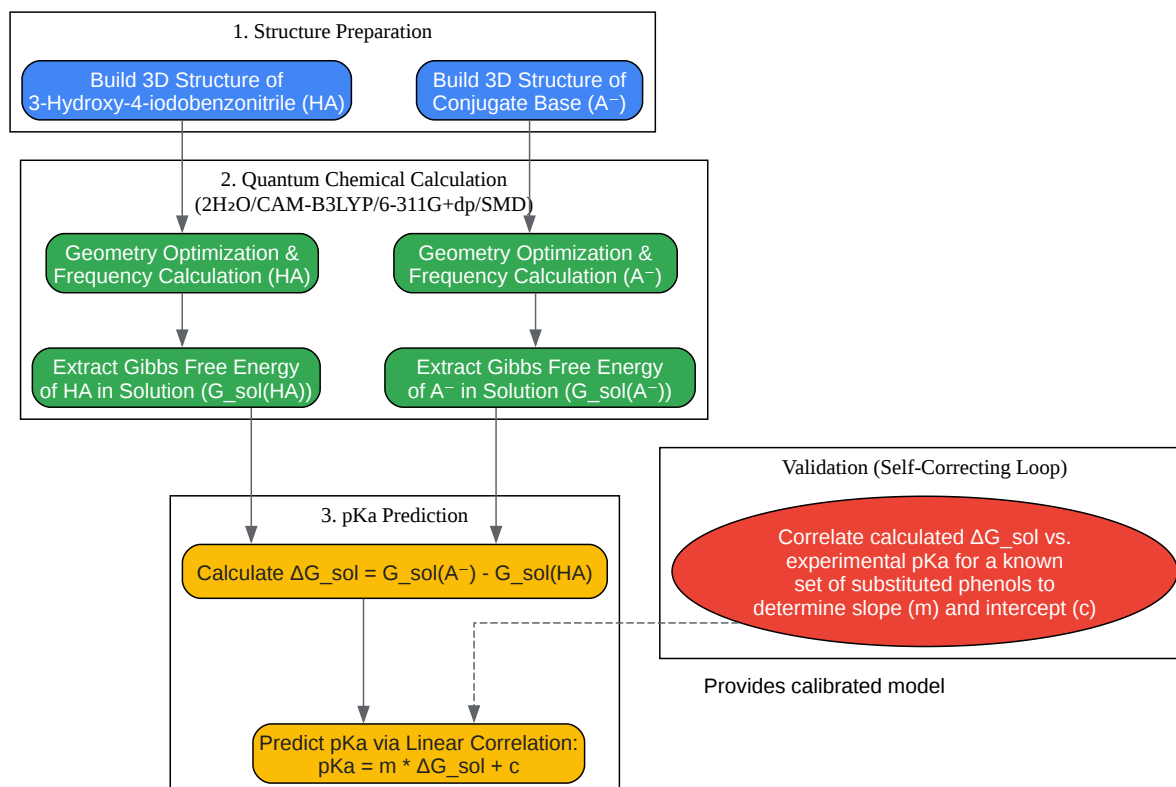 1. Structure Preparation
Build 3D Structure of
3-Hydroxy-4-iodobenzonitrile (HA)
Build 3D Structure of
Conjugate Base (A⁻)
2. Quantum Chemical Calculation
(2H₂O/CAM-B3LYP/6-311G+dp/SMD)
Geometry Optimization &
Frequency Calculation (HA)
Geometry Optimization &
Frequency Calculation (A⁻)
Extract Gibbs Free Energy
of HA in Solution (G_sol(HA))
Extract Gibbs Free Energy
of A⁻ in Solution (G_sol(A⁻))
Validation (Self-Correcting Loop)
Correlate calculated ΔG_sol vs.
experimental pKa for a known
set of substituted phenols to
determine slope (m) and intercept (c)
Provides calibrated model
3. pKa Prediction
Calculate ΔG_sol = G_sol(A⁻) - G_sol(HA)
Predict pKa via Linear Correlation:
pKa = m * ΔG_sol + c